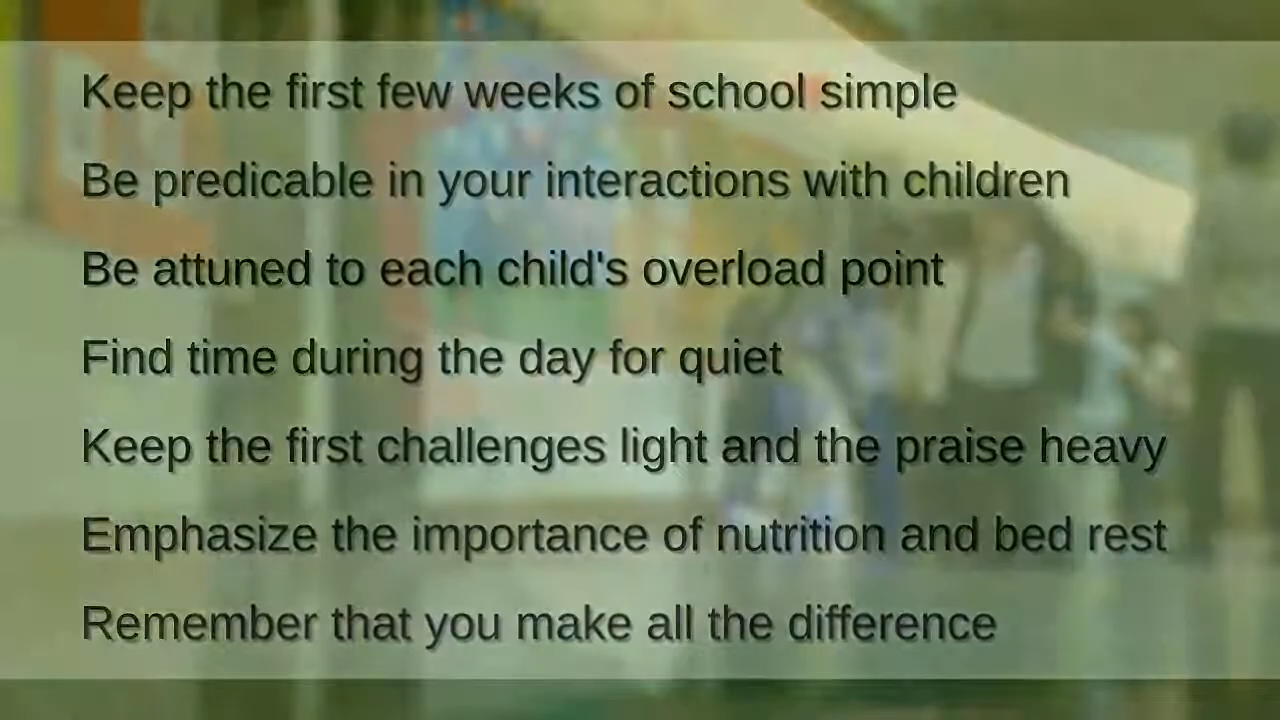 Keep the first few weeks of school simple
Be predicable in your interactions with children
Be attuned to each child's overload point
Find time during the day for quiet
Keep the first challenges light and the praise heavy
Emphasize the importance of nutrition and bed rest
Remember that you make all the difference